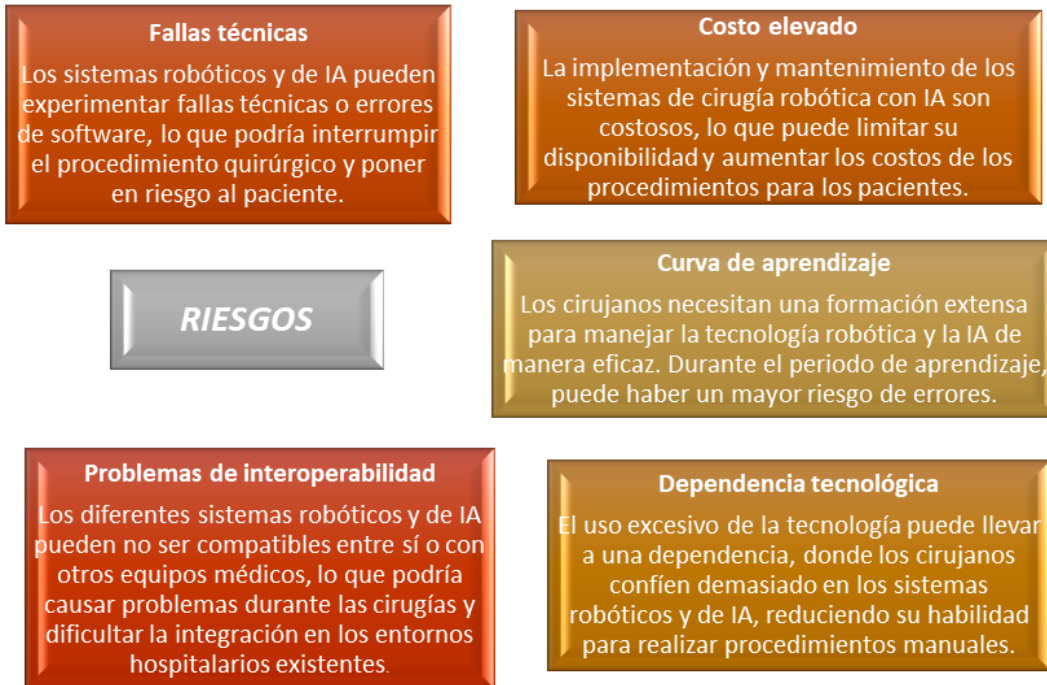 Fallas técnicas
Los sistemas robóticos y de IA pueden
experimentar fallas técnicas o errores
de software, lo que podría interrumpir
el procedimiento quirúrgico y poner
en riesgo al paciente.
Costo elevado
La implementación y mantenimiento de los
sistemas de cirugía robótica con IA son
costosos, lo que puede limitar su
disponibilidad y aumentar los costos de los
procedimientos para los pacientes.
RIESGOS
Curva de aprendizaje
Los cirujanos necesitan una formación extensa
para manejar la tecnología robótica y la IA de
manera eficaz. Durante el periodo de aprendizaje,
puede haber un mayor riesgo de errores.
Problemas de interoperabilidad
Los diferentes sistemas robóticos y de IA
pueden no ser compatibles entre sí o con
otros equipos médicos, lo que podría
causar problemas durante las cirugías y
dificultar la integración en los entornos
hospitalarios existentes.
Dependencia tecnológica
El uso excesivo de la tecnología puede llevar
a una dependencia, donde los cirujanos
confíen demasiado en los sistemas
robóticos y de IA, reduciendo su habilidad
para realizar procedimientos manuales.